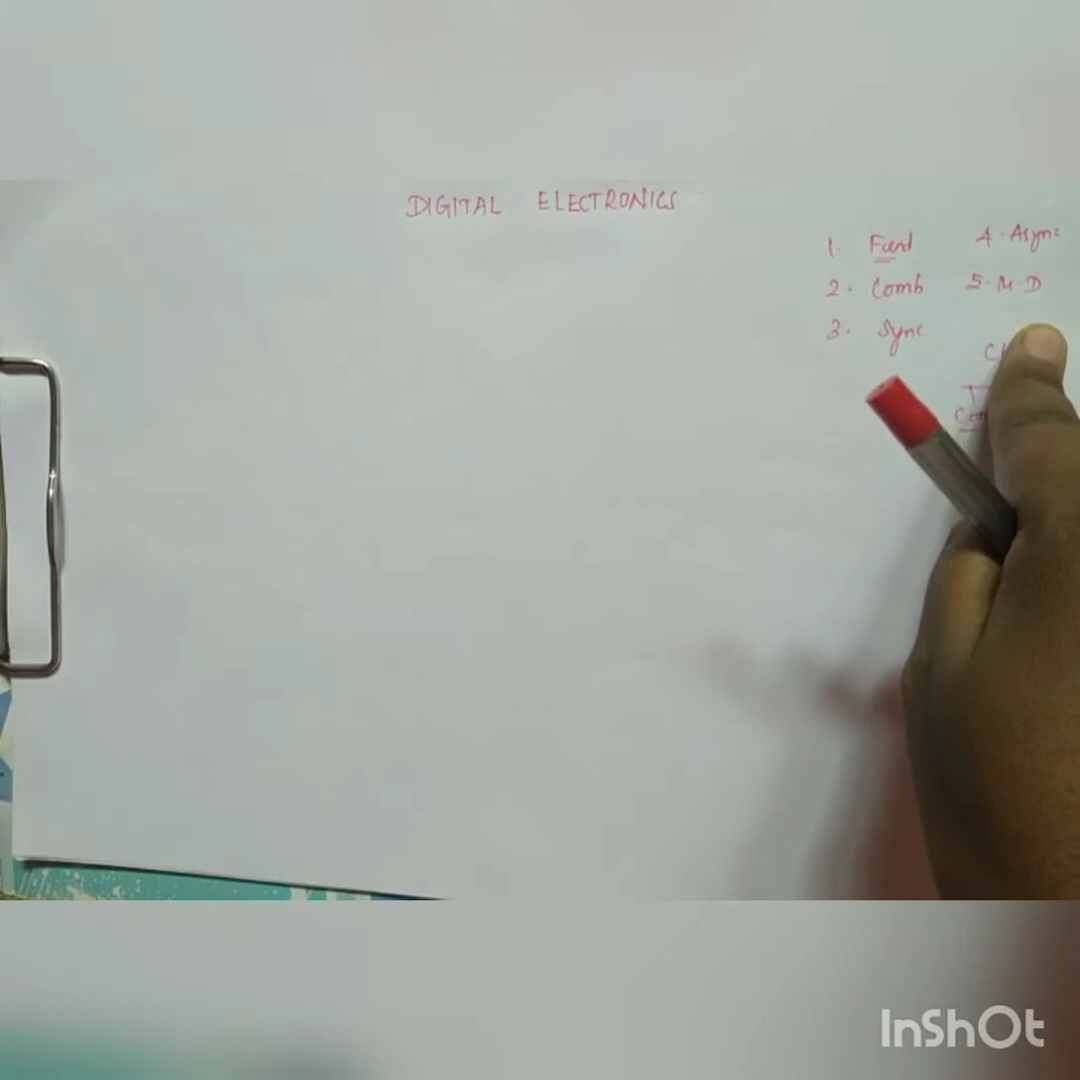 DIGITAL ELECTRONICS
1. Fund
2. Comb
3. Sync
4. Async
5. M.D
InShOt